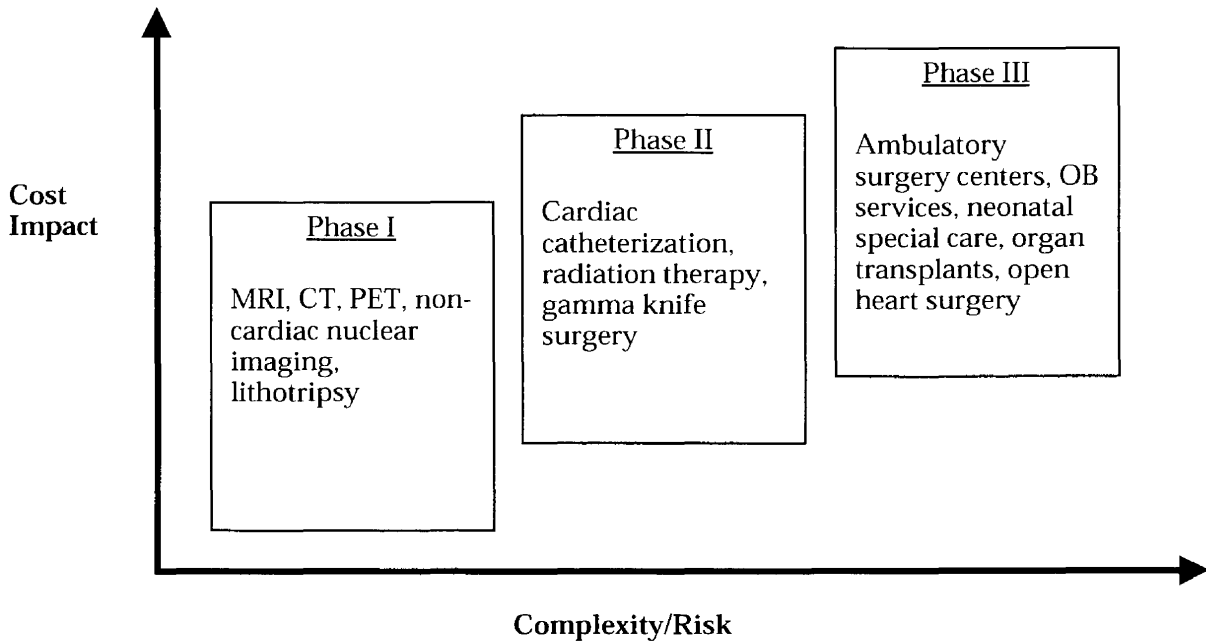 Cost
Impact
Phase I
MRI, CT, PET, non-
cardiac nuclear
imaging,
lithotripsy
Phase II
Cardiac
catheterization,
radiation therapy,
gamma knife
surgery
Phase III
Ambulatory
surgery centers, OB
services, neonatal
special care, organ
transplants, open
heart surgery
Complexity/Risk